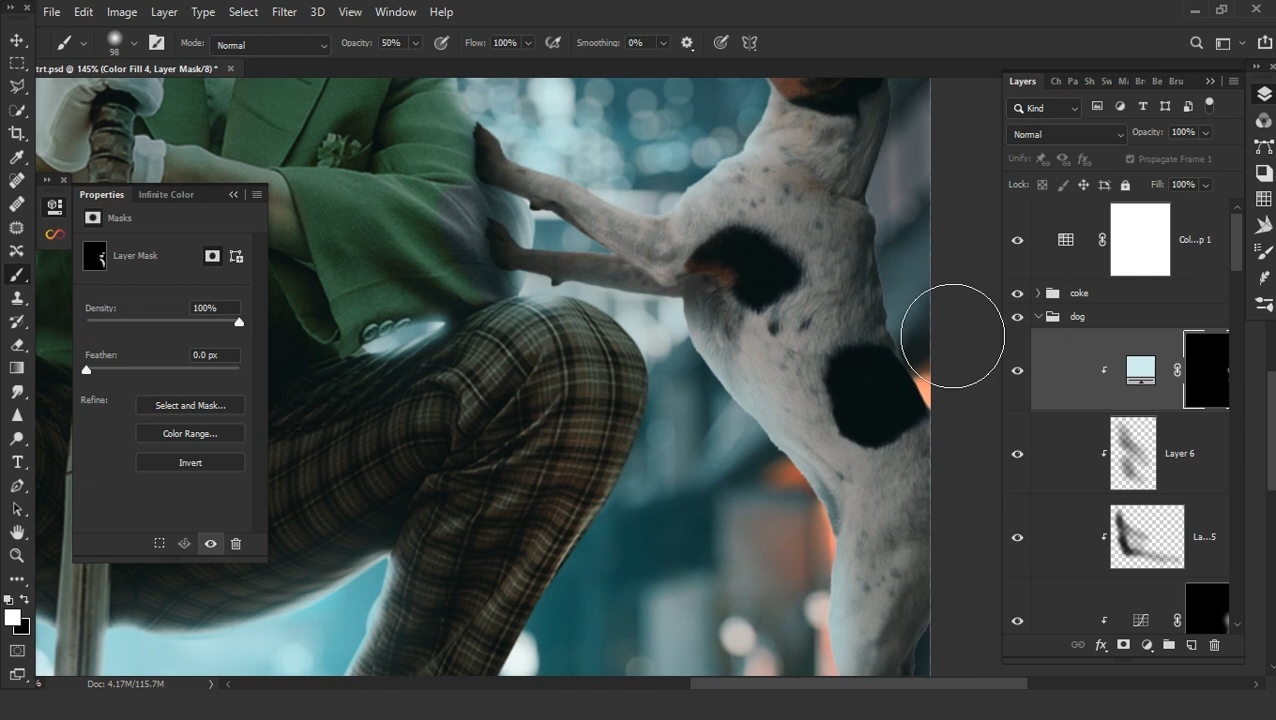 File Edit Image Layer Type Select Filter 3D View Window Help
98 Mode: Normal Opacity: 50% Flow: 100% Smoothing: 0%
trt.psd @ 145% (Color Fill 4, Layer Mask/8) *
Layers Ch Pa Sh Sw Br Be Bru
Kind
Normal Opacity: 100%
Unify: Propagate Frame 1
Lock: Fill: 100%
Properties Infinite Color
Masks
Layer Mask
Density: 100%
Feather: 0.0 px
Refine: Select and Mask...
Color Range...
Invert
Col...p 1
coke
dog
Layer 6
La...5
fx
% Doc: 4.17M/115.7M